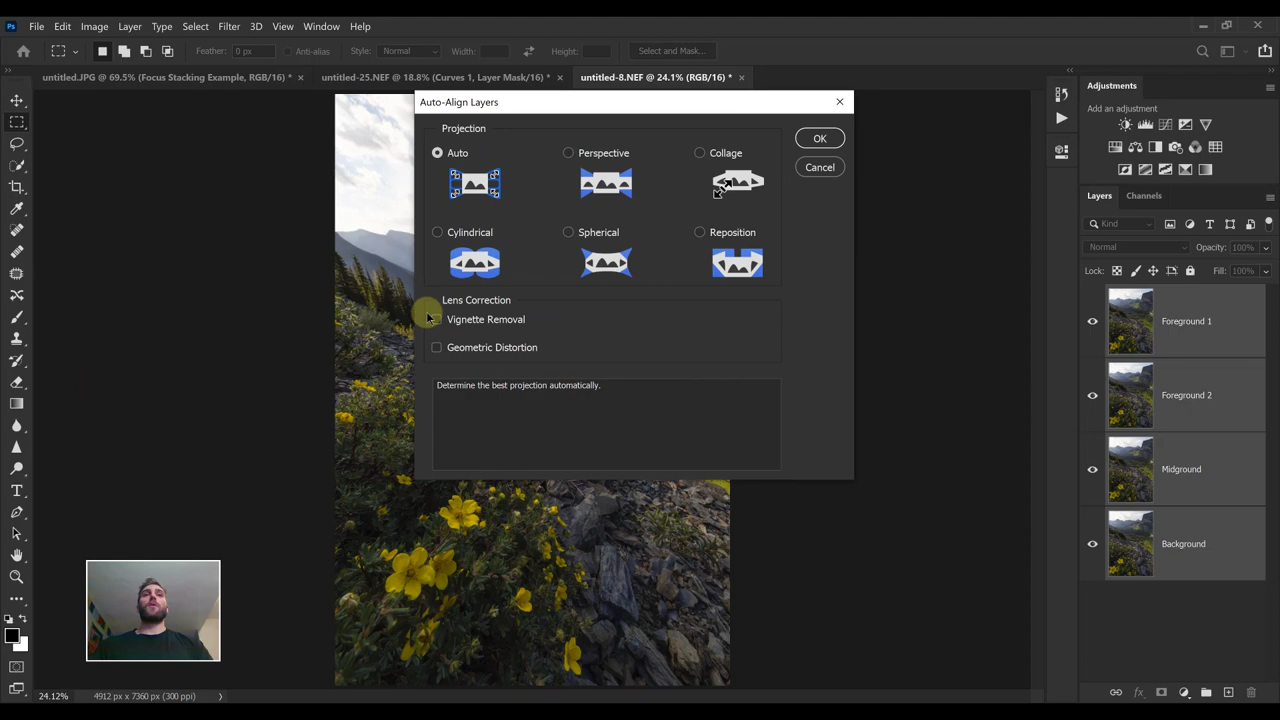 Ps File Edit Image Layer Type Select Filter 3D View Window Help
Feather: 0 px Anti-alias Style: Normal Width: Height: Select and Mask...
untitled.JPG @ 69.5% (Focus Stacking Example, RGB/16) * untitled-25.NEF @ 18.8% (Curves 1, Layer Mask/16) * untitled-8.NEF @ 24.1% (RGB/16) *
Auto-Align Layers
Projection
Auto Perspective Collage
Cylindrical Spherical Reposition
Lens Correction
Vignette Removal
Geometric Distortion
Determine the best projection automatically.
OK
Cancel
Adjustments
Add an adjustment
Layers Channels
Kind
Normal Opacity: 100%
Lock: Fill: 100%
Foreground 1
Foreground 2
Midground
Background
fx
24.12% 4912 px x 7360 px (300 ppi)